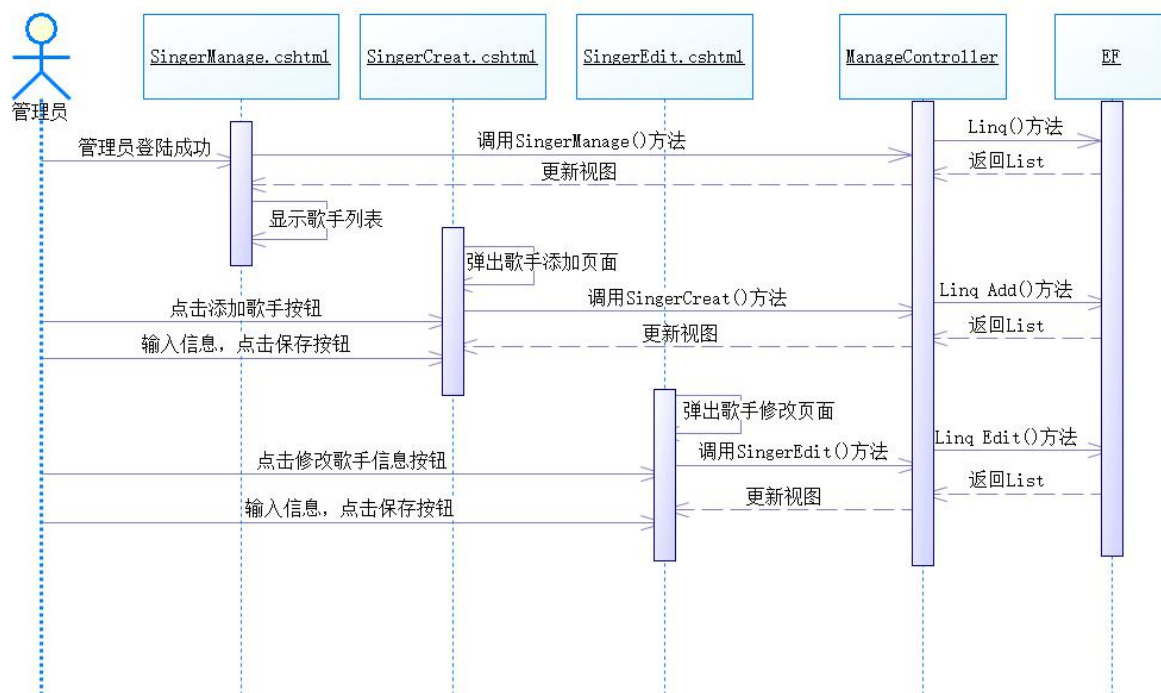 SingerManage.cshtml
SingerCreat.cshtml
SingerEdit.cshtml
ManageController
EF
管理员
管理员登陆成功
调用SingerManage()方法
Linq()方法
返回List
更新视图
显示歌手列表
弹出歌手添加页面
点击添加歌手按钮
调用SingerCreat()方法
Linq Add()方法
返回List
更新视图
输入信息，点击保存按钮
弹出歌手修改页面
点击修改歌手信息按钮
调用SingerEdit()方法
Linq Edit()方法
返回List
更新视图
输入信息，点击保存按钮